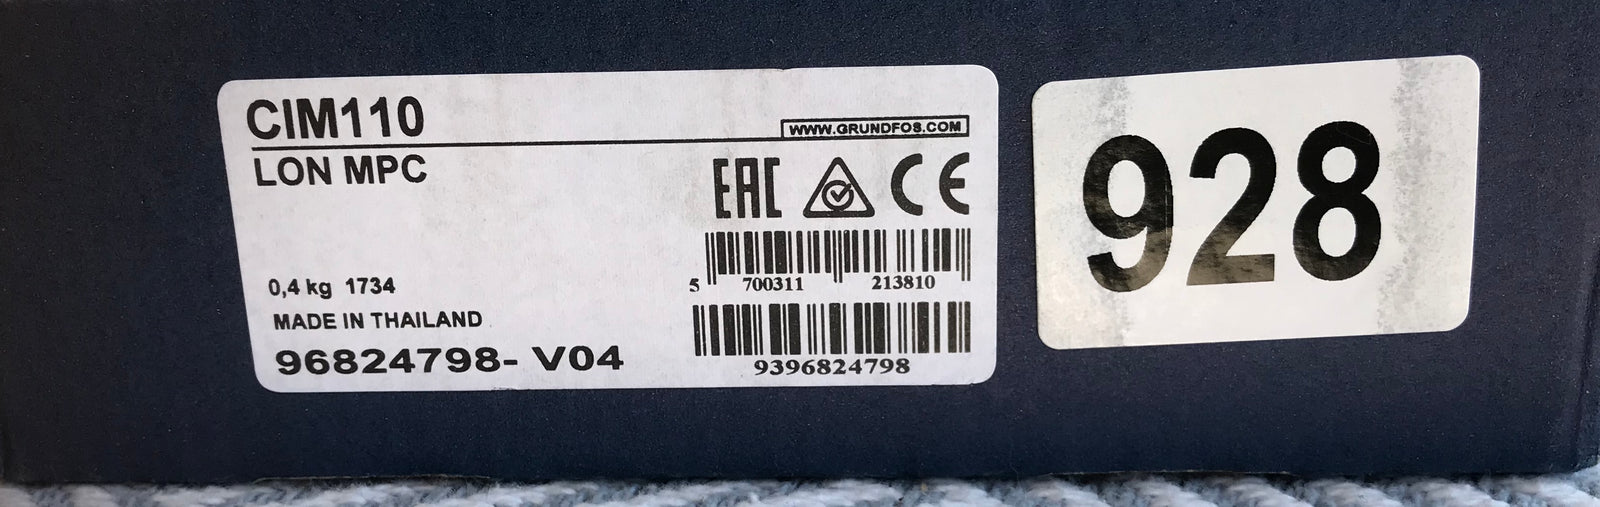 CIM110
WWW.GRUNDFOS.COM
LON MPC
EAC CE
5 700311 213810
0,4 kg 1734
MADE IN THAILAND
96824798- V04
9396824798
928